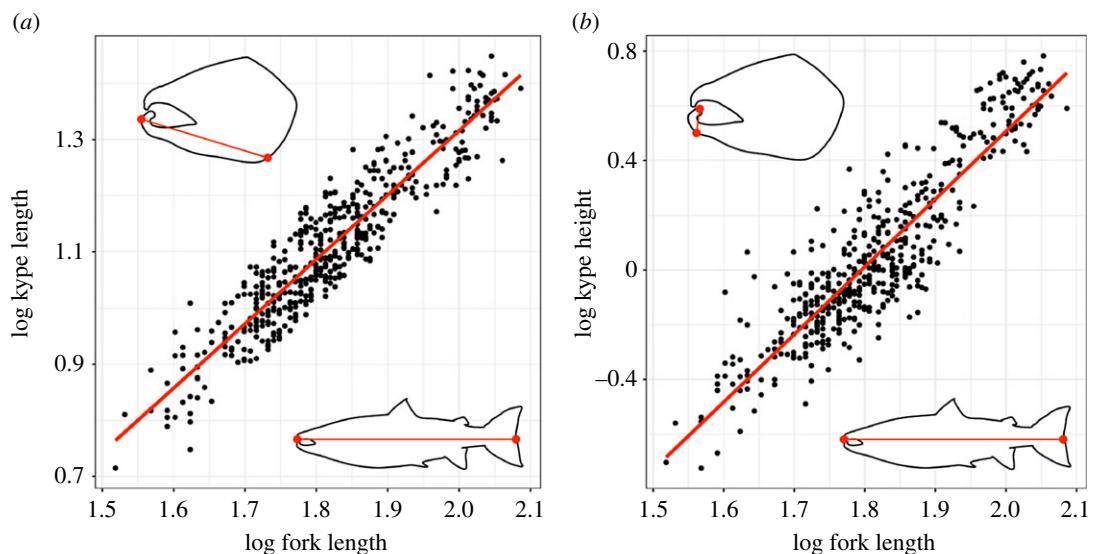 (a)
log kype length
1.3
1.1
0.9
0.7
1.5 1.6 1.7 1.8 1.9 2.0 2.1
log fork length
(b)
log kype height
0.8
0.4
0
–0.4
1.5 1.6 1.7 1.8 1.9 2.0 2.1
log fork length